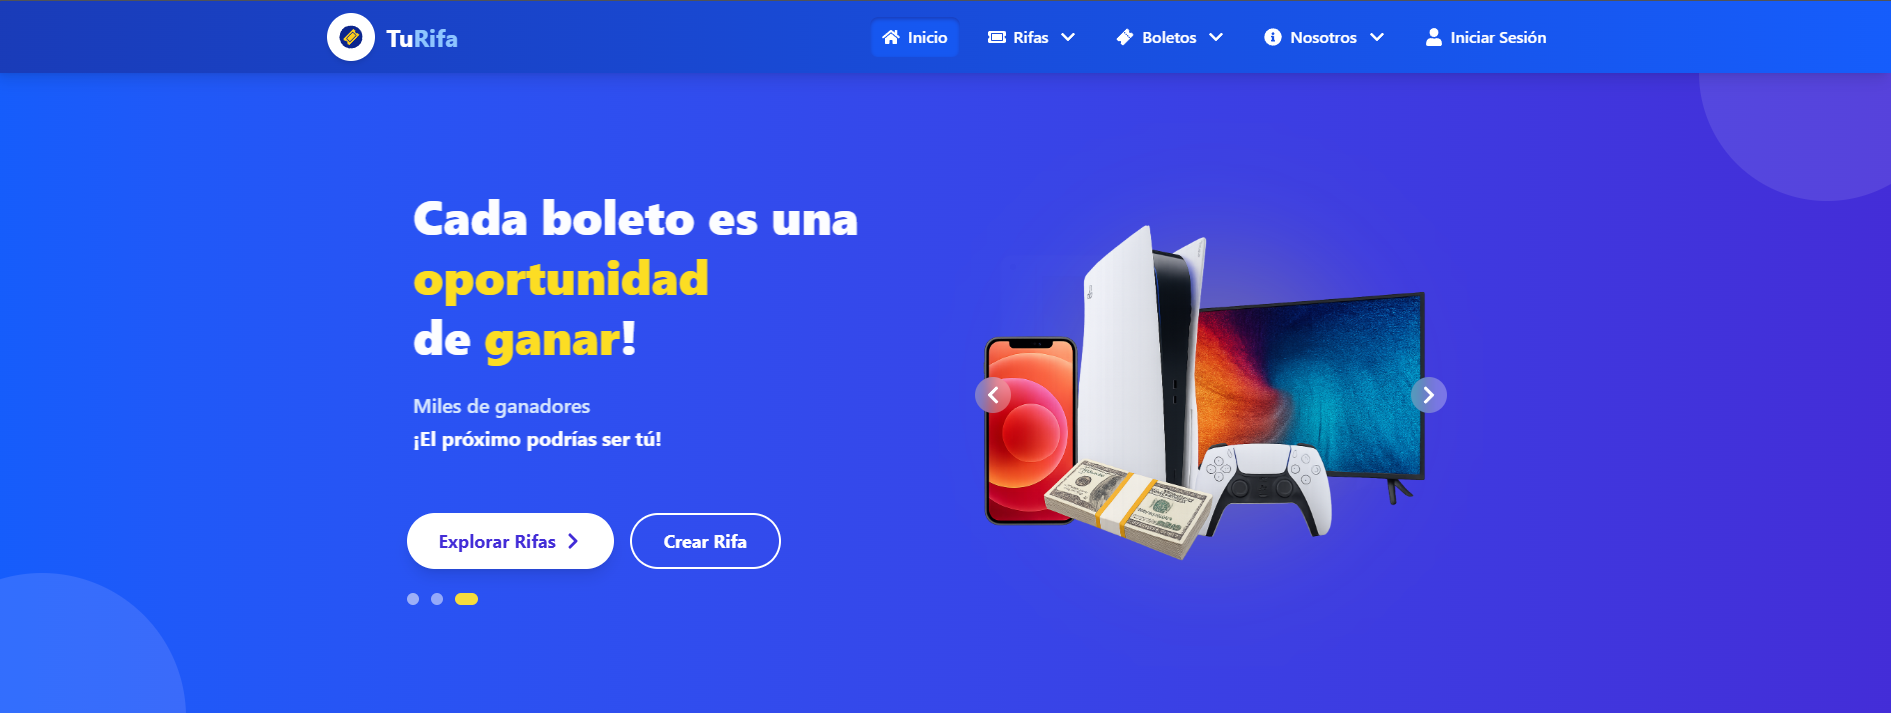 TuRifa
Inicio
Rifas
Boletos
Nosotros
Iniciar Sesión
Cada boleto es una
oportunidad
de ganar!
Miles de ganadores
¡El próximo podrías ser tú!
Explorar Rifas
Crear Rifa